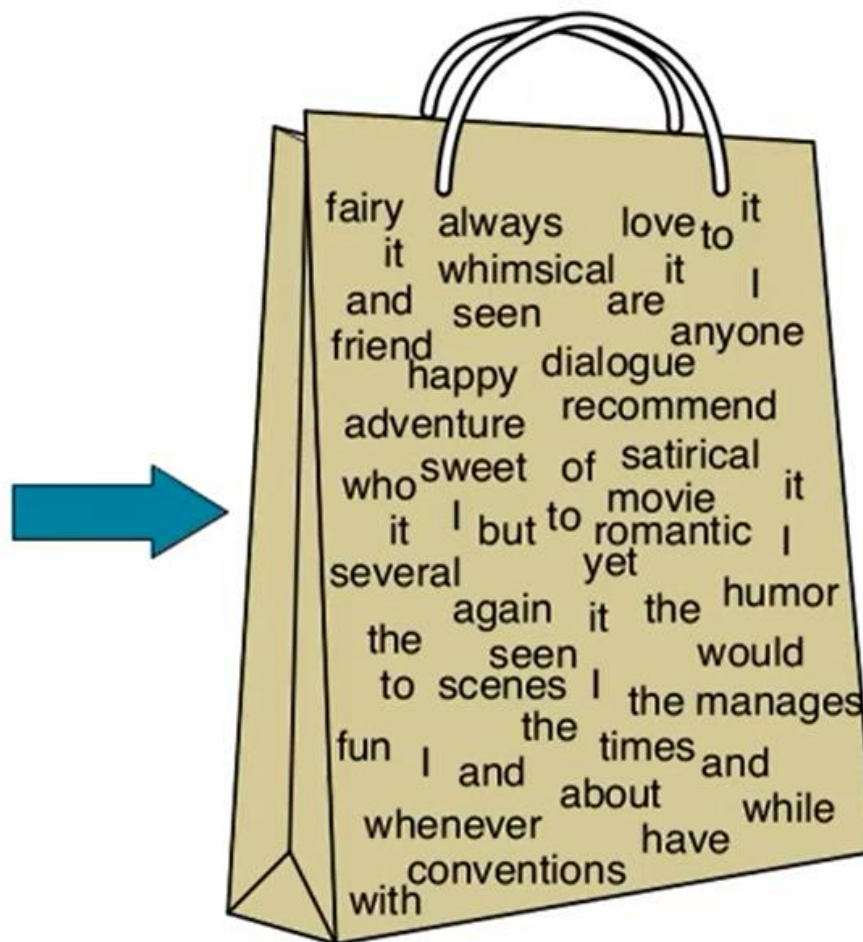 fairy always love to it
it whimsical it I
and seen are anyone
friend happy dialogue
adventure recommend
who sweet of satirical it
it I but to movie romantic I
several yet
again it the humor
the seen would
to scenes I the manages
the
fun I and times and
about while
whenever have
conventions
with